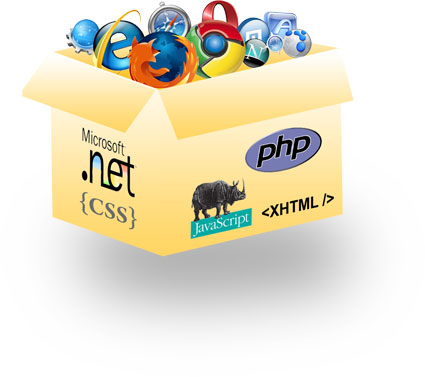 Microsoft
.net
{CSS}
php
JavaScript
<XHTML />
N